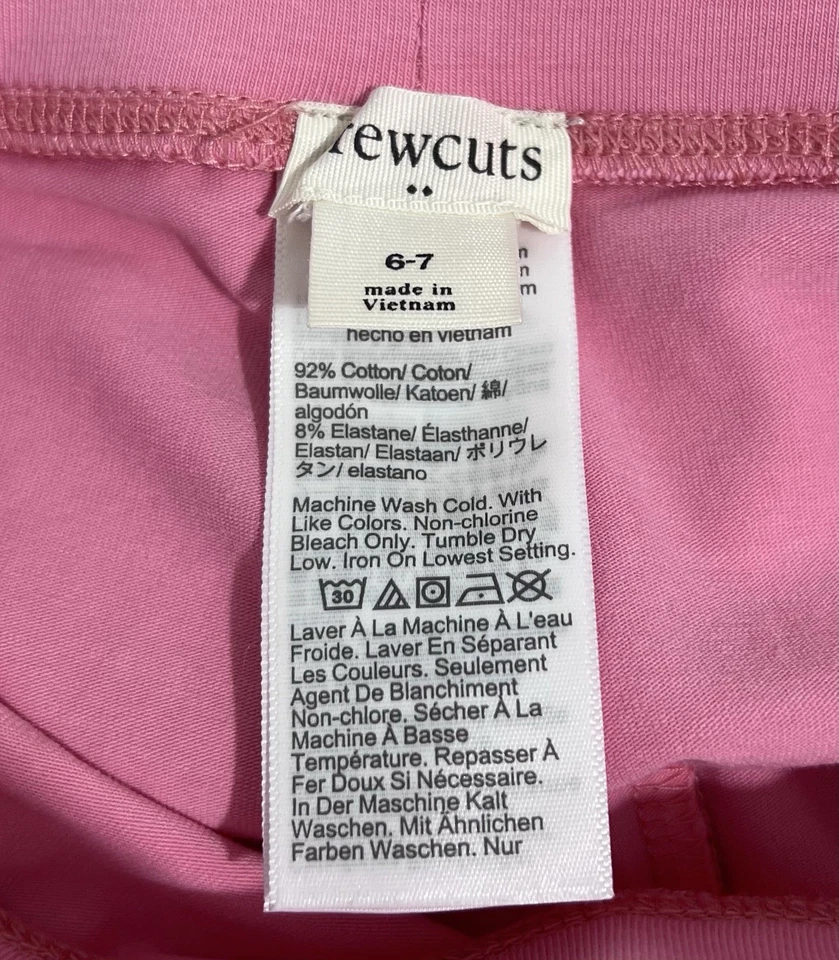 rewcuts
6-7
made in
Vietnam
hecho en vietnam
92% Cotton/ Coton/
Baumwolle/ Katoen/ 綿/
algodón
8% Elastane/ Élasthanne/
Elastan/ Elastaan/ ポリウレ
タン/ elastano
Machine Wash Cold. With
Like Colors. Non-chlorine
Bleach Only. Tumble Dry
Low. Iron On Lowest Setting.
30
Laver À La Machine À L'eau
Froide. Laver En Séparant
Les Couleurs. Seulement
Agent De Blanchiment
Non-chlore. Sécher À La
Machine À Basse
Température. Repasser À
Fer Doux Si Nécessaire.
In Der Maschine Kalt
Waschen. Mit Ähnlichen
Farben Waschen. Nur